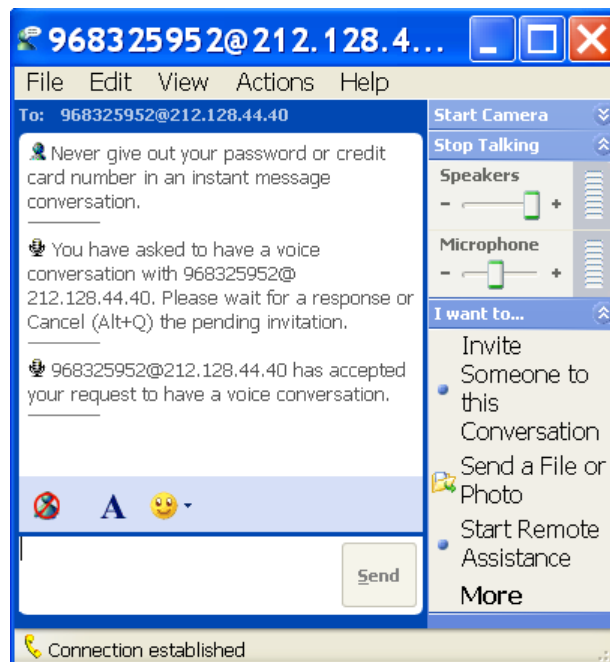 968325952@212.128.4...
File Edit View Actions Help
To: 968325952@212.128.44.40
Never give out your password or credit
card number in an instant message
conversation.
You have asked to have a voice
conversation with 968325952@
212.128.44.40. Please wait for a response or
Cancel (Alt+Q) the pending invitation.
968325952@212.128.44.40 has accepted
your request to have a voice conversation.
A
Send
Start Camera
Stop Talking
Speakers
- +
Microphone
- +
I want to...
Invite
Someone to
this
Conversation
Send a File or
Photo
Start Remote
Assistance
More
Connection established